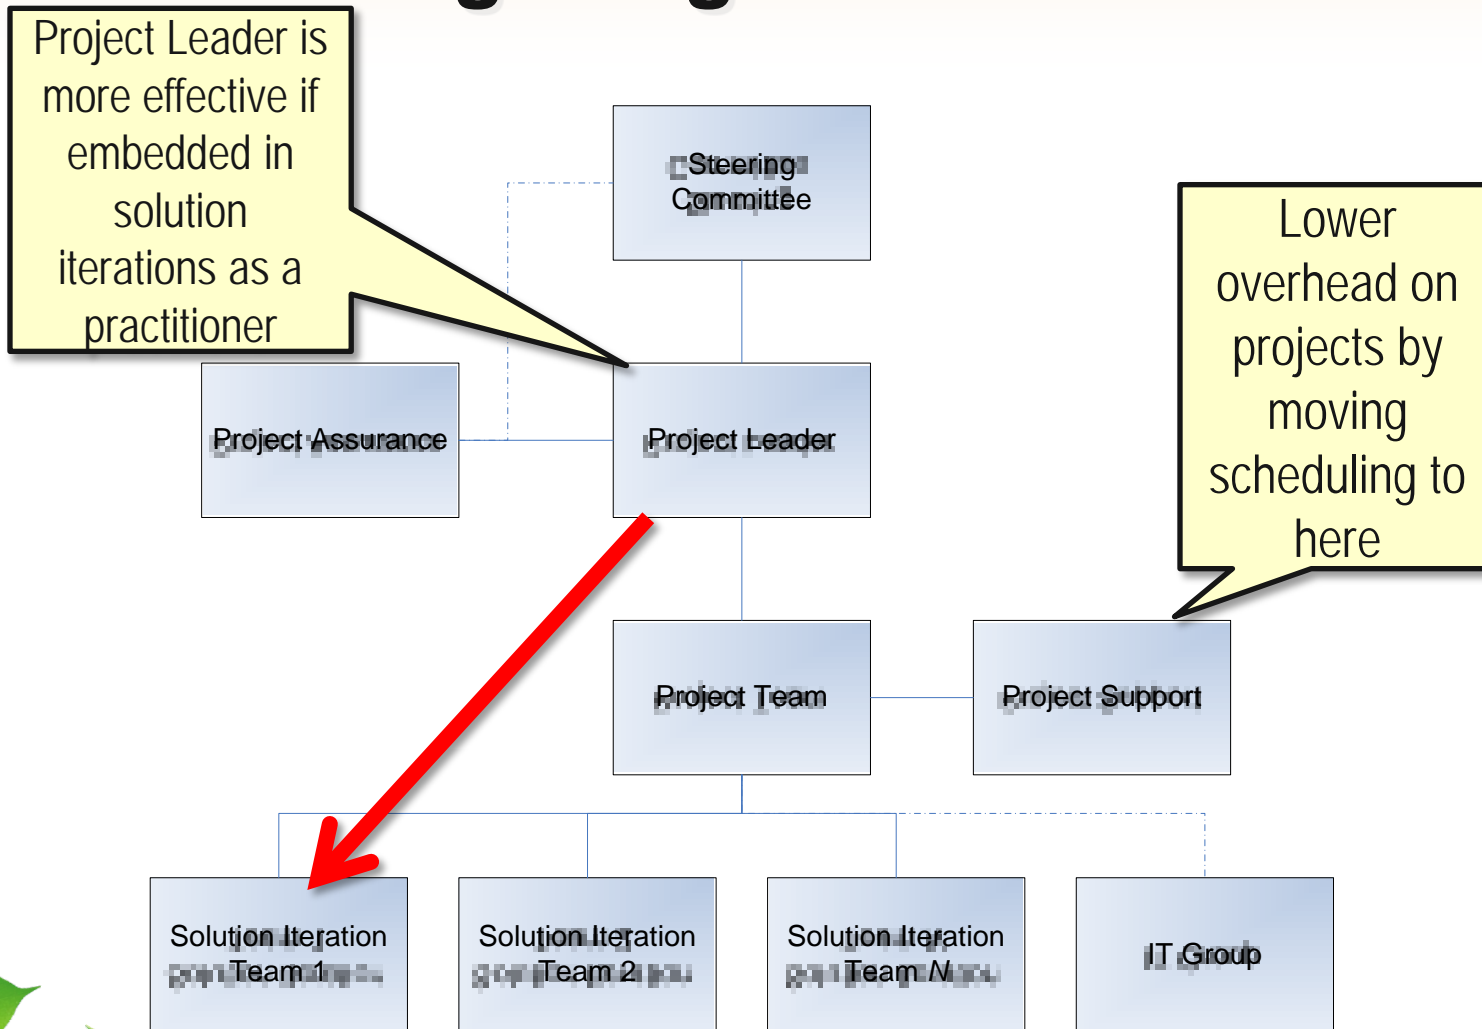 Project Leader is
more effective if
embedded in
solution
iterations as a
practitioner
Steering
Committee
Lower
overhead on
projects by
moving
scheduling to
here
Project Assurance
Project Leader
Project Team
Project Support
Solution Iteration
Team 1
Solution Iteration
Team 2
Solution Iteration
Team N
IT Group